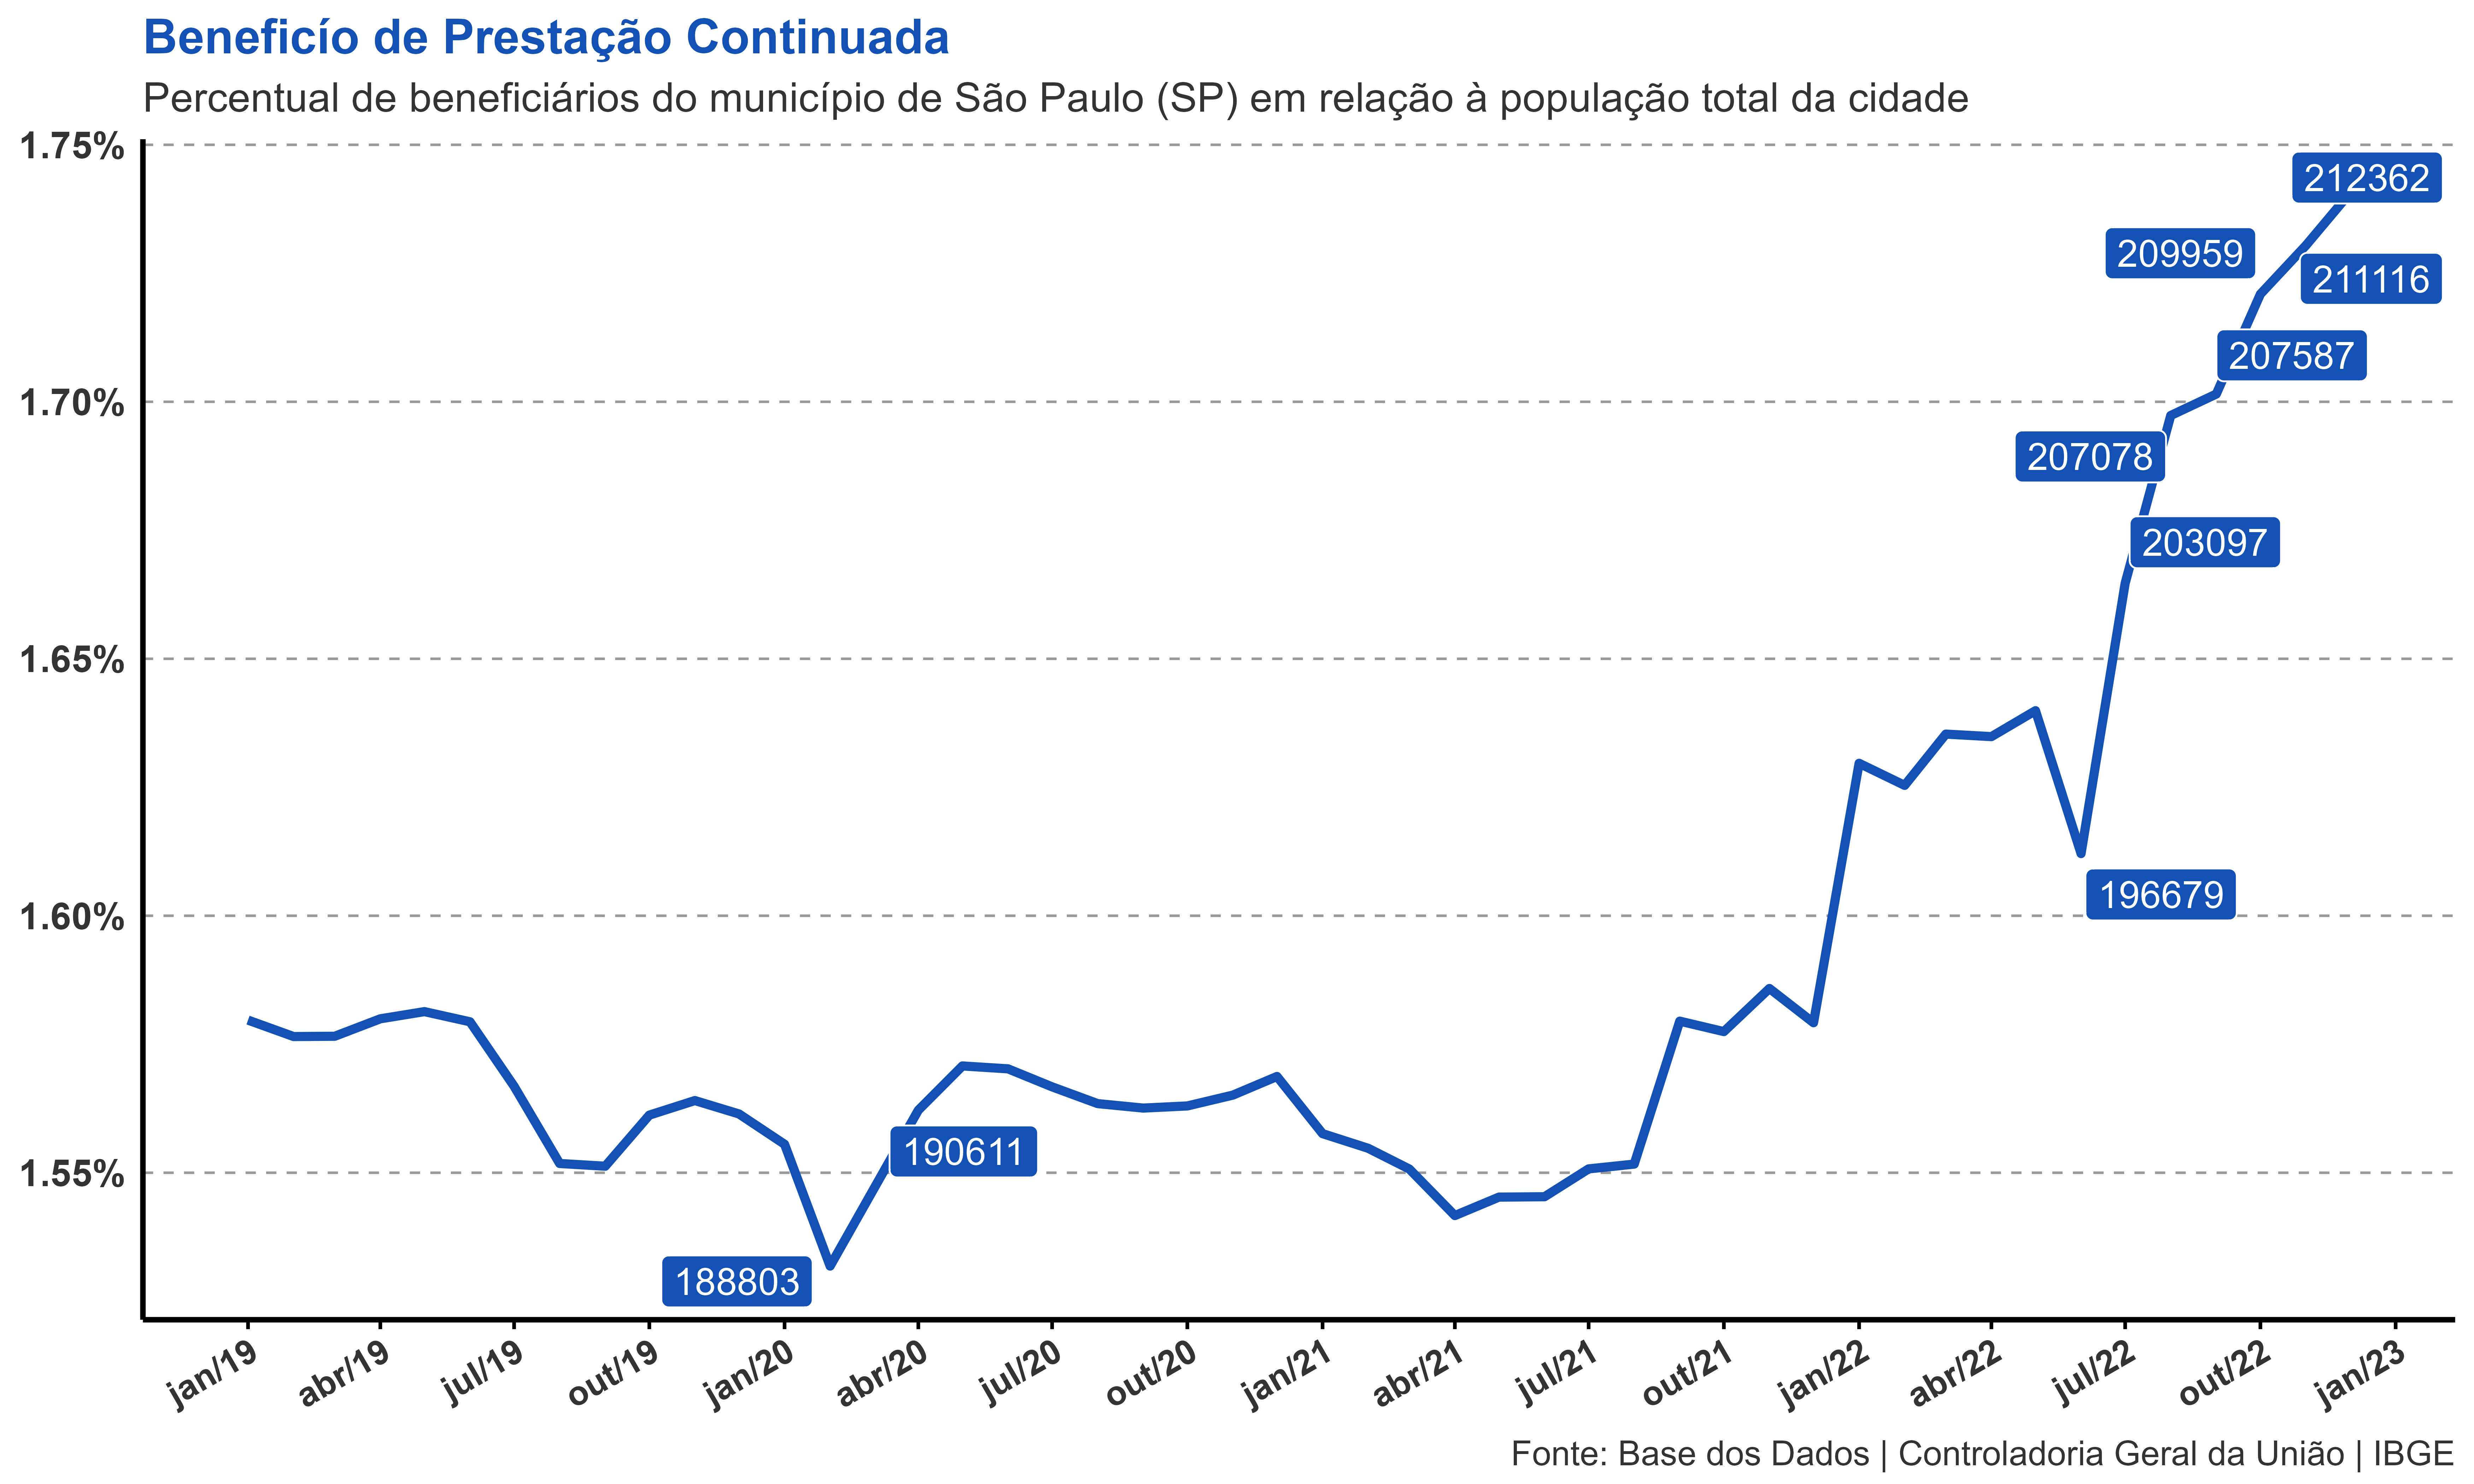 Beneficío de Prestação Continuada
Percentual de beneficiários do município de São Paulo (SP) em relação à população total da cidade
1.75%
1.70%
1.65%
1.60%
1.55%
212362
209959
211116
207587
207078
203097
196679
190611
188803
jan/19
abr/19
jul/19
out/19
jan/20
abr/20
jul/20
out/20
jan/21
abr/21
jul/21
out/21
jan/22
abr/22
jul/22
out/22
jan/23
Fonte: Base dos Dados | Controladoria Geral da União | IBGE